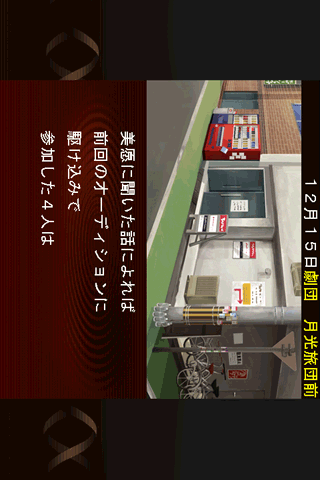 12月15日劇団　月光旅団前
美憑に聞いた話によれば
前回のオーディションに
駆け込みで
参加した4人は